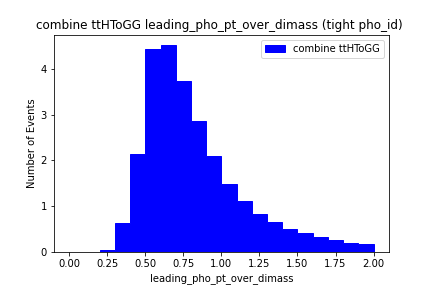 combine ttHToGG leading_pho_pt_over_dimass (tight pho_id)
combine ttHToGG
Number of Events
4
3
2
1
0
0.00 0.25 0.50 0.75 1.00 1.25 1.50 1.75 2.00
leading_pho_pt_over_dimass